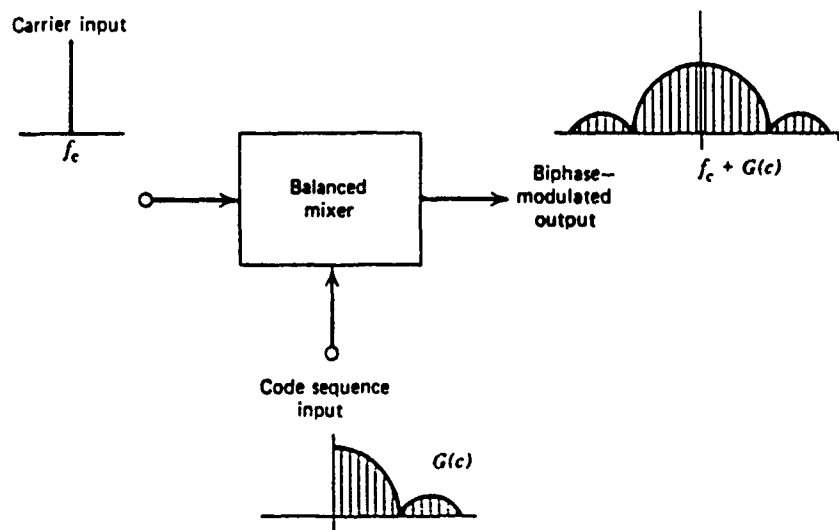 Carrier input
f_c
Balanced
mixer
Biphase–
modulated
output
f_c + G(c)
Code sequence
input
G(c)